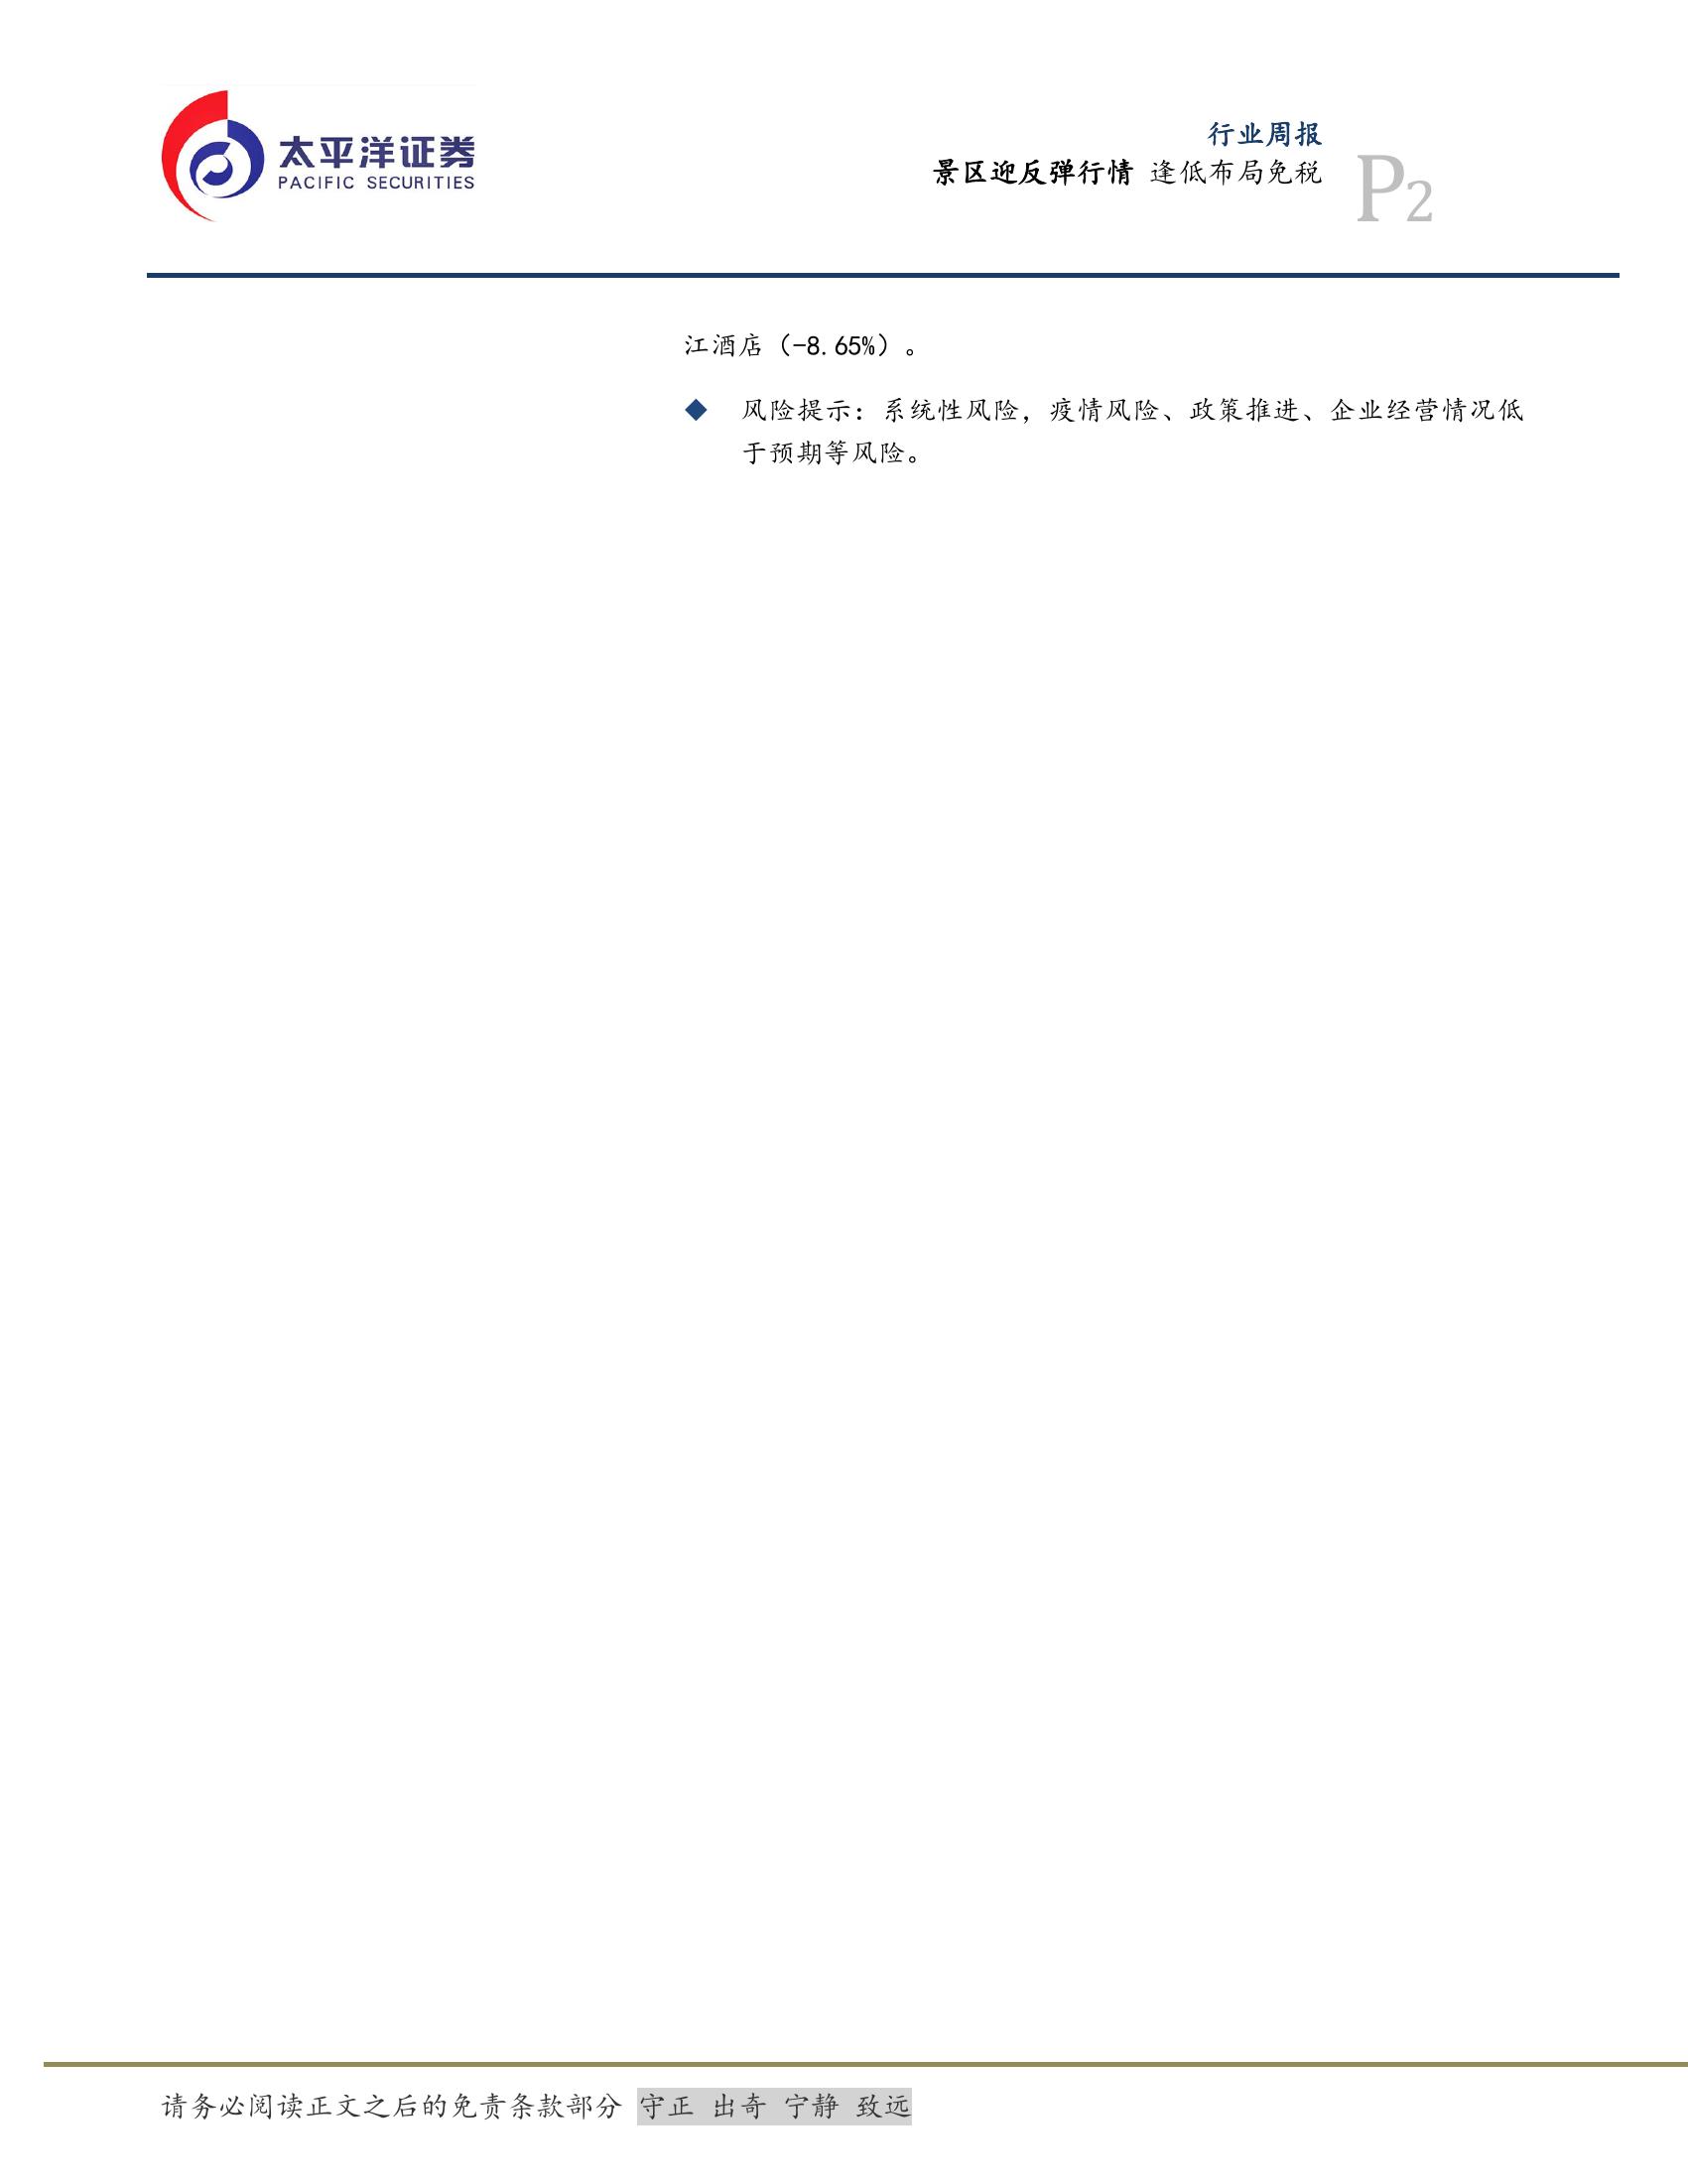 太平洋证券
PACIFIC SECURITIES
行业周报
景区迎反弹行情 逢低布局免税
P2
江酒店（-8.65%）。
◆ 风险提示：系统性风险，疫情风险、政策推进、企业经营情况低
于预期等风险。
请务必阅读正文之后的免责条款部分 守正 出奇 宁静 致远